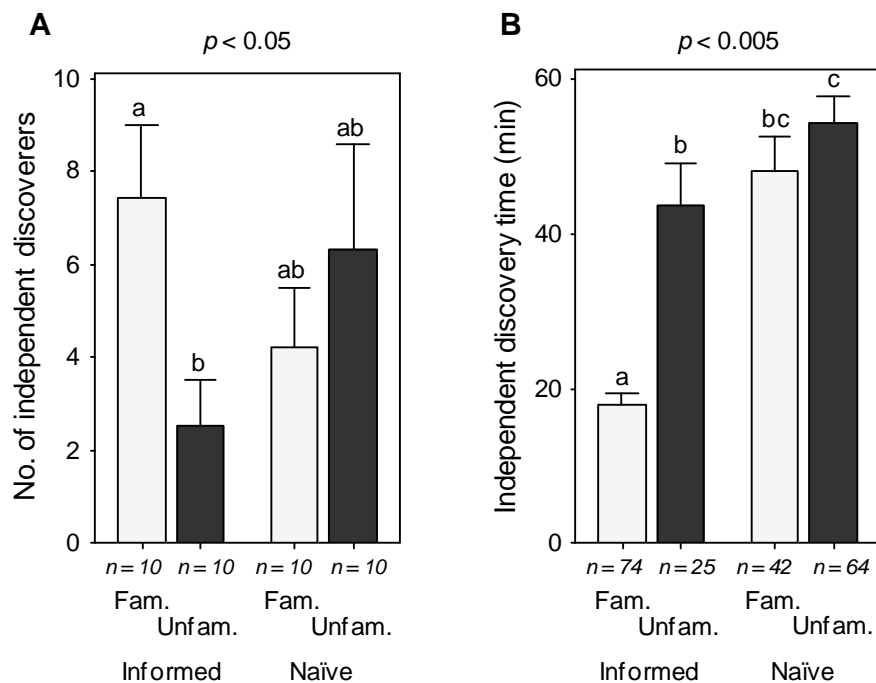 A
p < 0.05
No. of independent discoverers
10
8
6
4
2
0
a
b
ab
ab
n = 10 n = 10 n = 10 n = 10
Fam. Fam.
Unfam. Unfam.
Informed Naïve
B
p < 0.005
Independent discovery time (min)
60
40
20
0
a
b
bc
c
n = 74 n = 25 n = 42 n = 64
Fam. Fam.
Unfam. Unfam.
Informed Naïve